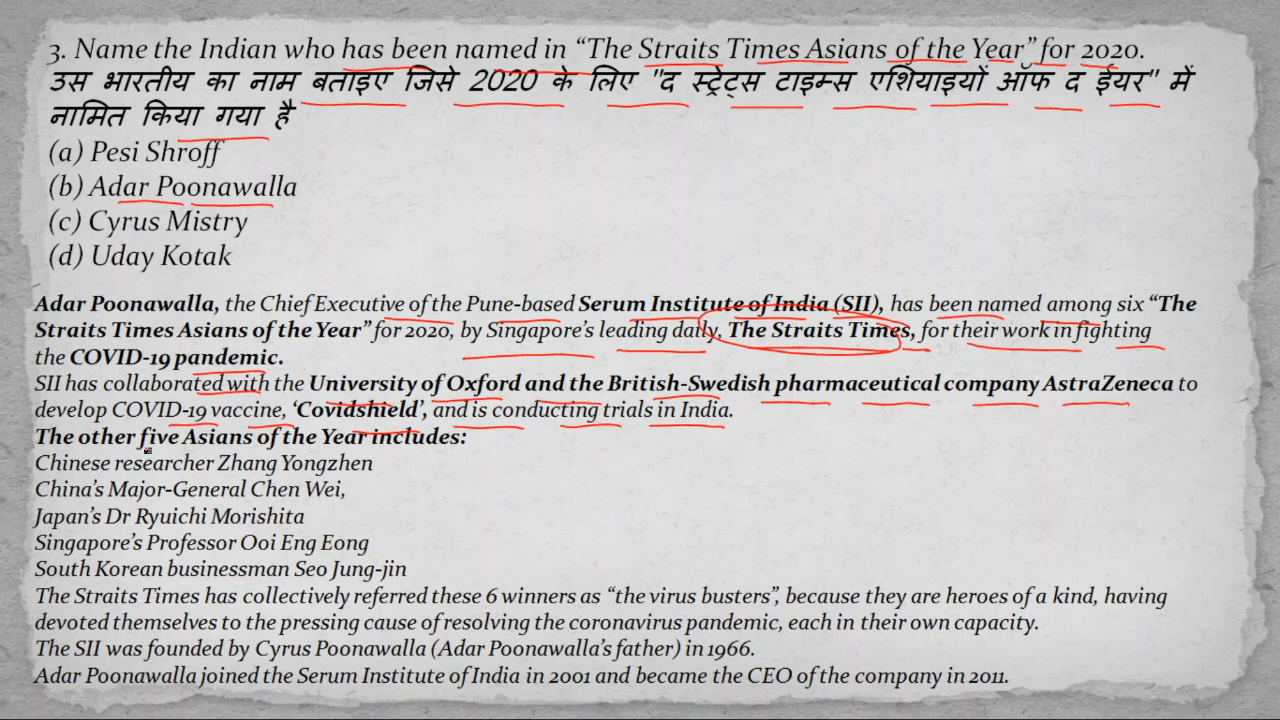 3. Name the Indian who has been named in “The Straits Times Asians of the Year” for 2020.
उस भारतीय का नाम बताइए जिसे 2020 के लिए "द स्ट्रेट्स टाइम्स एशियाइयों ऑफ द ईयर" में
नामित किया गया है
(a) Pesi Shroff
(b) Adar Poonawalla
(c) Cyrus Mistry
(d) Uday Kotak
Adar Poonawalla, the Chief Executive of the Pune-based Serum Institute of India (SII), has been named among six “The
Straits Times Asians of the Year” for 2020, by Singapore’s leading daily, The Straits Times, for their work in fighting
the COVID-19 pandemic.
SII has collaborated with the University of Oxford and the British-Swedish pharmaceutical company AstraZeneca to
develop COVID-19 vaccine, ‘Covidshield’, and is conducting trials in India.
The other five Asians of the Year includes:
Chinese researcher Zhang Yongzhen
China’s Major-General Chen Wei,
Japan’s Dr Ryuichi Morishita
Singapore’s Professor Ooi Eng Eong
South Korean businessman Seo Jung-jin
The Straits Times has collectively referred these 6 winners as “the virus busters”, because they are heroes of a kind, having
devoted themselves to the pressing cause of resolving the coronavirus pandemic, each in their own capacity.
The SII was founded by Cyrus Poonawalla (Adar Poonawalla’s father) in 1966.
Adar Poonawalla joined the Serum Institute of India in 2001 and became the CEO of the company in 2011.